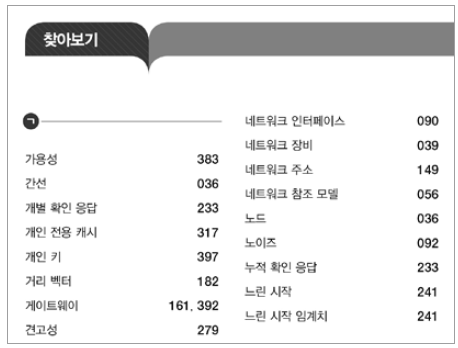 찾아보기
ㄱ
가용성 383
간선 036
개별 확인 응답 233
개인 전용 캐시 317
개인 키 397
거리 벡터 182
게이트웨이 161, 392
견고성 279
네트워크 인터페이스 090
네트워크 장비 039
네트워크 주소 149
네트워크 참조 모델 056
노드 036
노이즈 092
누적 확인 응답 233
느린 시작 241
느린 시작 임계치 241